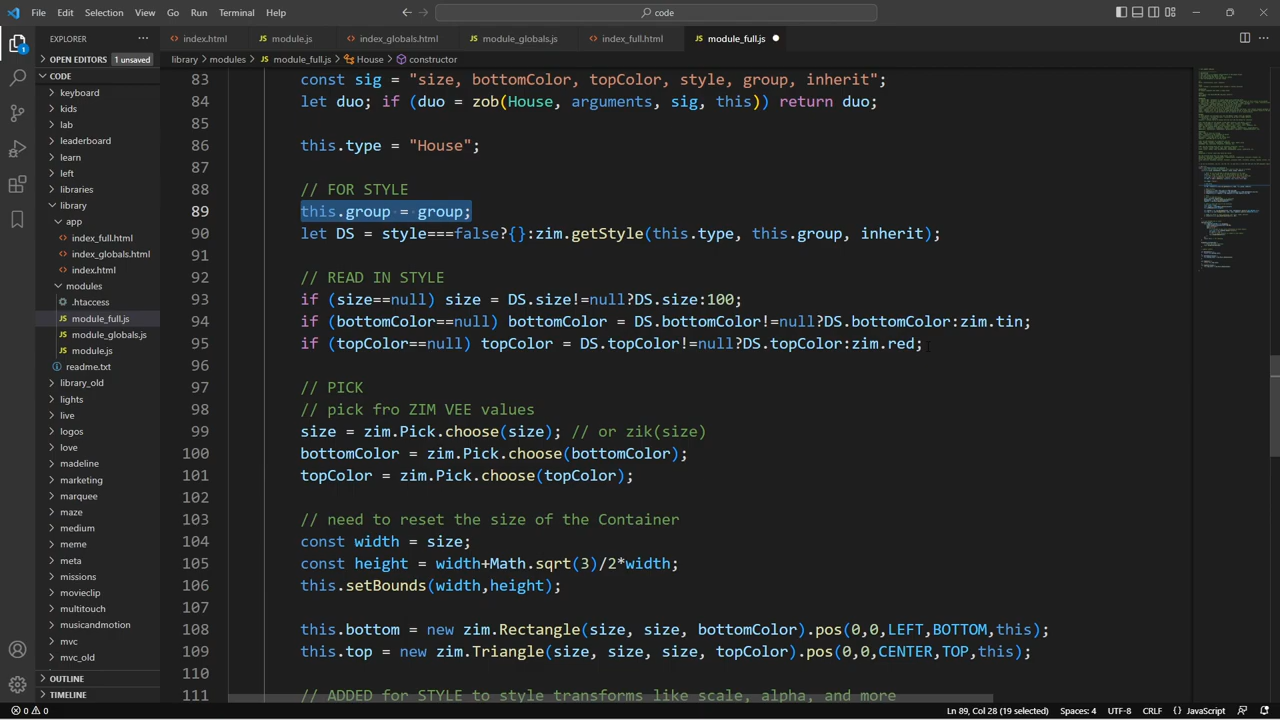 File Edit Selection View Go Run Terminal Help
code
EXPLORER
index.html
module.js
index_globals.html
module_globals.js
index_full.html
module_full.js
OPEN EDITORS 1 unsaved
library > modules > module_full.js > House > constructor
CODE
keyboard
kids
lab
leaderboard
learn
left
libraries
library
app
index_full.html
index_globals.html
index.html
modules
.htaccess
module_full.js
module_globals.js
module.js
readme.txt
library_old
lights
live
logos
love
madeline
marketing
marquee
maze
medium
meme
meta
missions
movieclip
multitouch
musicandmotion
mvc
mvc_old
OUTLINE
TIMELINE
1
83 const sig = "size, bottomColor, topColor, style, group, inherit";
84 let duo; if (duo = zob(House, arguments, sig, this)) return duo;
85
86 this.type = "House";
87
88 // FOR STYLE
89 this.group = group;
90 let DS = style===false?{}:zim.getStyle(this.type, this.group, inherit);
91
92 // READ IN STYLE
93 if (size==null) size = DS.size!=null?DS.size:100;
94 if (bottomColor==null) bottomColor = DS.bottomColor!=null?DS.bottomColor:zim.tin;
95 if (topColor==null) topColor = DS.topColor!=null?DS.topColor:zim.red;
96
97 // PICK
98 // pick fro ZIM VEE values
99 size = zim.Pick.choose(size); // or zik(size)
100 bottomColor = zim.Pick.choose(bottomColor);
101 topColor = zim.Pick.choose(topColor);
102
103 // need to reset the size of the Container
104 const width = size;
105 const height = width+Math.sqrt(3)/2*width;
106 this.setBounds(width,height);
107
108 this.bottom = new zim.Rectangle(size, size, bottomColor).pos(0,0,LEFT,BOTTOM,this);
109 this.top = new zim.Triangle(size, size, size, topColor).pos(0,0,CENTER,TOP,this);
110
111 // ADDED for STYLE to style transforms like scale, alpha, and more
0 0 Ln 89, Col 28 (19 selected) Spaces: 4 UTF-8 CRLF {} JavaScript